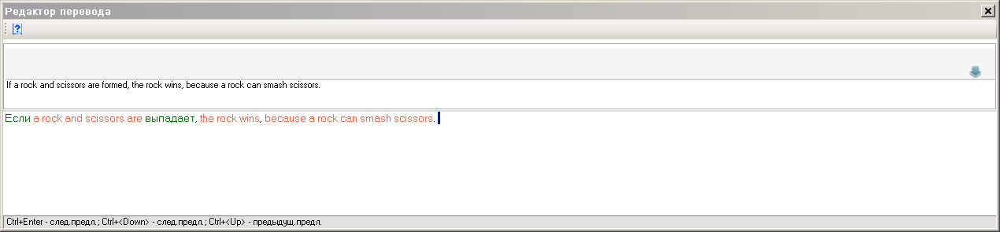 Редактор перевода
If a rock and scissors are formed, the rock wins, because a rock can smash scissors.
Если a rock and scissors are выпадает, the rock wins, because a rock can smash scissors.
Ctrl+Enter - след.предл.; Ctrl+<Down> - след.предл.; Ctrl+<Up> - предыдущ.предл.